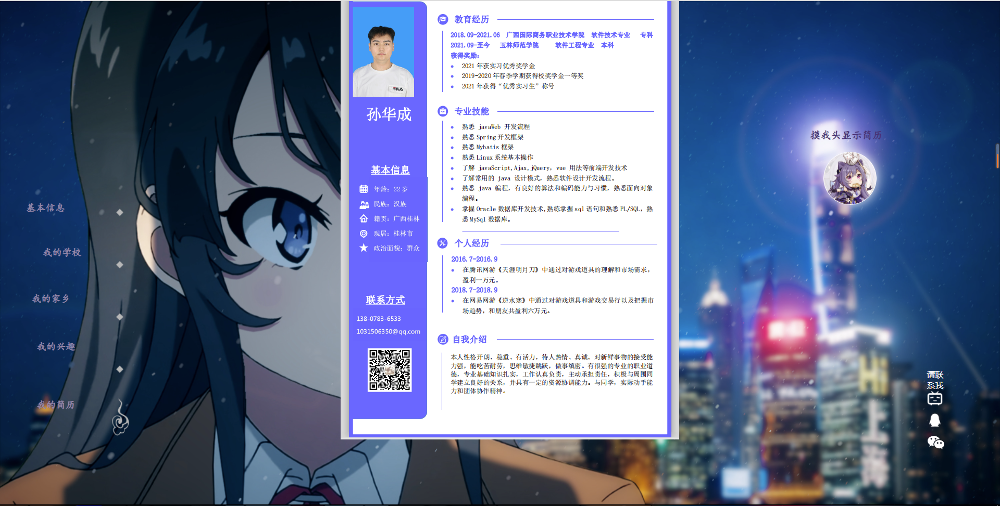 基本信息
我的学校
我的家乡
我的兴趣
我的简历
FILA
孙华成
基本信息
年龄：22 岁
民族：汉族
籍贯：广西桂林
现居：桂林市
政治面貌：群众
联系方式
138-0783-6533
1031506350@qq.com
教育经历
2018.09-2021.06 广西国际商务职业技术学院 软件技术专业 专科
2021.09-至今 玉林师范学院 软件工程专业 本科
获得奖励：
2021 年获实习优秀奖学金
2019-2020 年春季学期获得校奖学金一等奖
2021 年获得“优秀实习生”称号
专业技能
熟悉 javaWeb 开发流程
熟悉 Spring 开发框架
熟悉 Mybatis 框架
熟悉 Linux 系统基本操作
了解 javaScript,Ajax,jQuery，vue 用法等前端开发技术
了解常用的 java 设计模式，熟悉软件设计开发流程。
熟悉 java 编程，有良好的算法和编码能力与习惯，熟悉面向对象
编程。
掌握 Oracle 数据库开发技术,熟练掌握 sql 语句和熟悉 PL/SQL，熟
悉 MySql 数据库。
个人经历
2016.7-2016.9
在腾讯网游《天涯明月刀》中通过对游戏道具的理解和市场需求，
盈利一万元。
2018.7-2018.9
在网易网游《逆水寒》中通过对游戏道具和游戏交易行以及把握市
场趋势，和朋友共盈利六万元。
自我介绍
本人性格开朗、稳重、有活力，待人热情、真诚。对新鲜事物的接受能
力强，能吃苦耐劳，思维敏捷跳跃，做事缜密。有很强的专业的职业道
德，专业基础知识扎实，工作认真负责，主动承担责任，积极与周围同
学建立良好的关系，并具有一定的资源协调能力。与同学，实际动手能
力和团体协作精神。
摸我头显示简历
请联
系我
Hi
上海